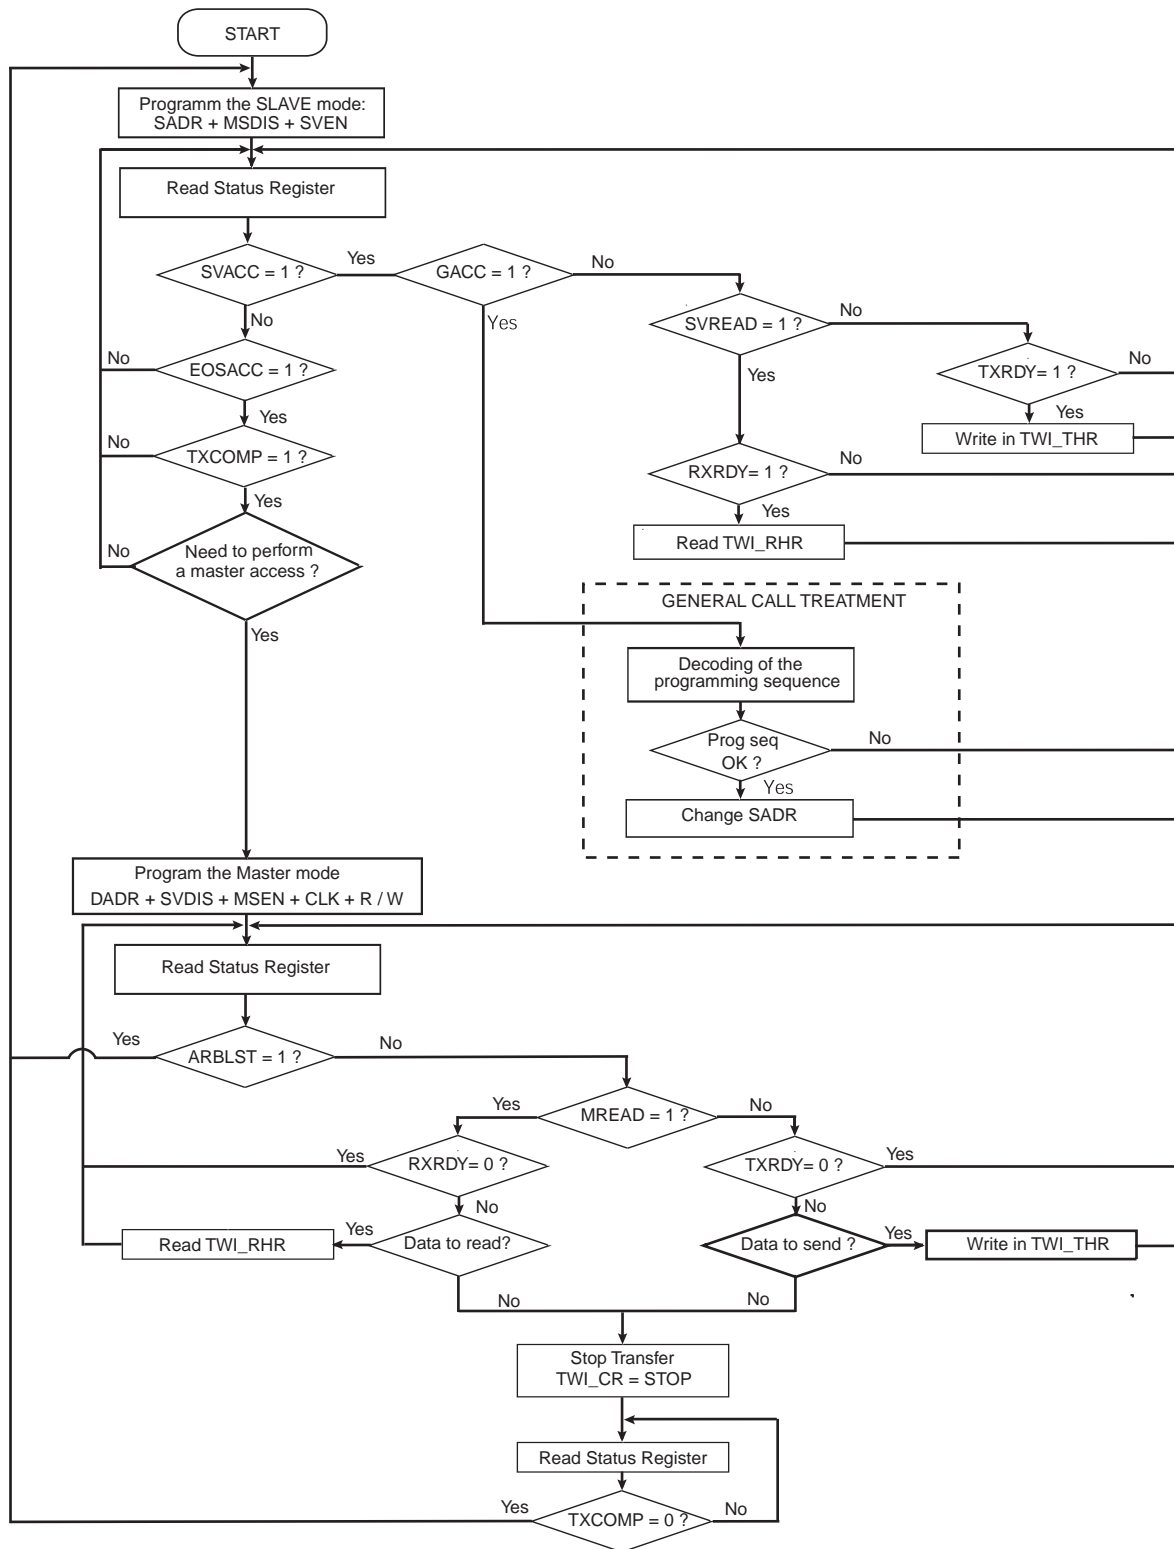 START
Programm the SLAVE mode:
SADR + MSDIS + SVEN
Read Status Register
SVACC = 1 ?
Yes
GACC = 1 ?
No
No
Yes
SVREAD = 1 ?
No
EOSACC = 1 ?
No
Yes
TXRDY= 1 ?
No
Yes
Yes
Write in TWI_THR
No
TXCOMP = 1 ?
RXRDY= 1 ?
No
Yes
Yes
Read TWI_RHR
No
Need to perform
a master access ?
Yes
GENERAL CALL TREATMENT
Decoding of the
programming sequence
Prog seq
OK ?
No
Yes
Change SADR
Program the Master mode
DADR + SVDIS + MSEN + CLK + R / W
Read Status Register
Yes
ARBLST = 1 ?
No
Yes
MREAD = 1 ?
No
Yes
RXRDY= 0 ?
TXRDY= 0 ?
Yes
No
No
Read TWI_RHR
Yes
Data to read?
Data to send ?
Yes
Write in TWI_THR
No
No
Stop Transfer
TWI_CR = STOP
Read Status Register
Yes
TXCOMP = 0 ?
No